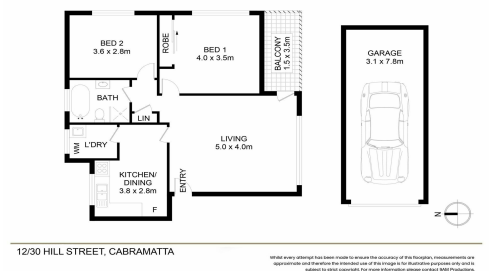 BED 2
3.6 x 2.8m
ROBE
BED 1
4.0 x 3.5m
BALCONY
1.5 x 3.5m
GARAGE
3.1 x 7.8m
BATH
LIN
WM
L'DRY
LIVING
5.0 x 4.0m
KITCHEN/
DINING
3.8 x 2.8m
F
ENTRY
N
12/30 HILL STREET, CABRAMATTA
Whilst every attempt has been made to ensure the accuracy of this floorplan, measurements are
approximate and therefore the intended use of this image is for illustrative purposes only and is
subject to strict copyright. For more information please contact 9AM Productions.